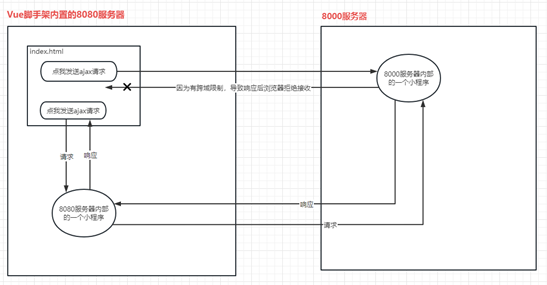 Vue脚手架内置的8080服务器
8000服务器
index.html
点我发送ajax请求
因为有跨域限制，导致响应后浏览器拒绝接收
8000服务器内部
的一个小程序
点我发送ajax请求
请求
响应
8080服务器内部
的一个小程序
响应
请求